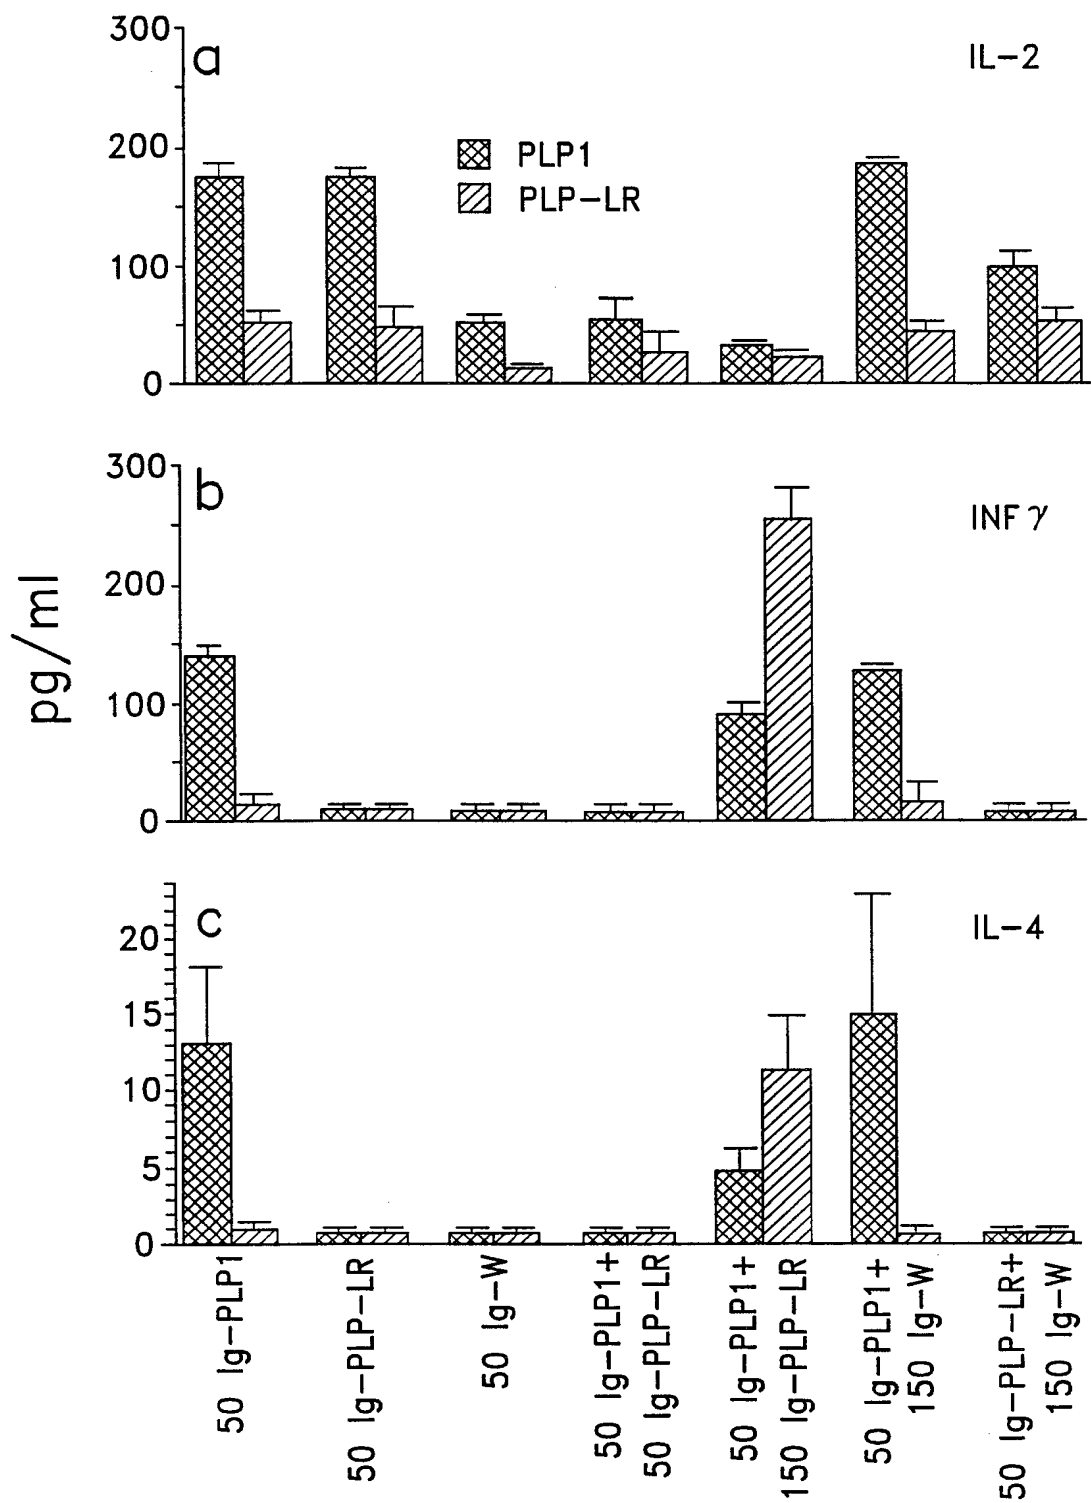 300
a
IL-2
200
PLP1
PLP-LR
100
0
300
b
INF γ
200
pg/ml
100
0
c
IL-4
20
15
10
5
0
50 Ig-PLP1
50 Ig-PLP-LR
50 Ig-W
50 Ig-PLP1+
50 Ig-PLP-LR
50 Ig-PLP1+
150 Ig-PLP-LR
50 Ig-PLP1+
150 Ig-W
50 Ig-PLP-LR+
150 Ig-W